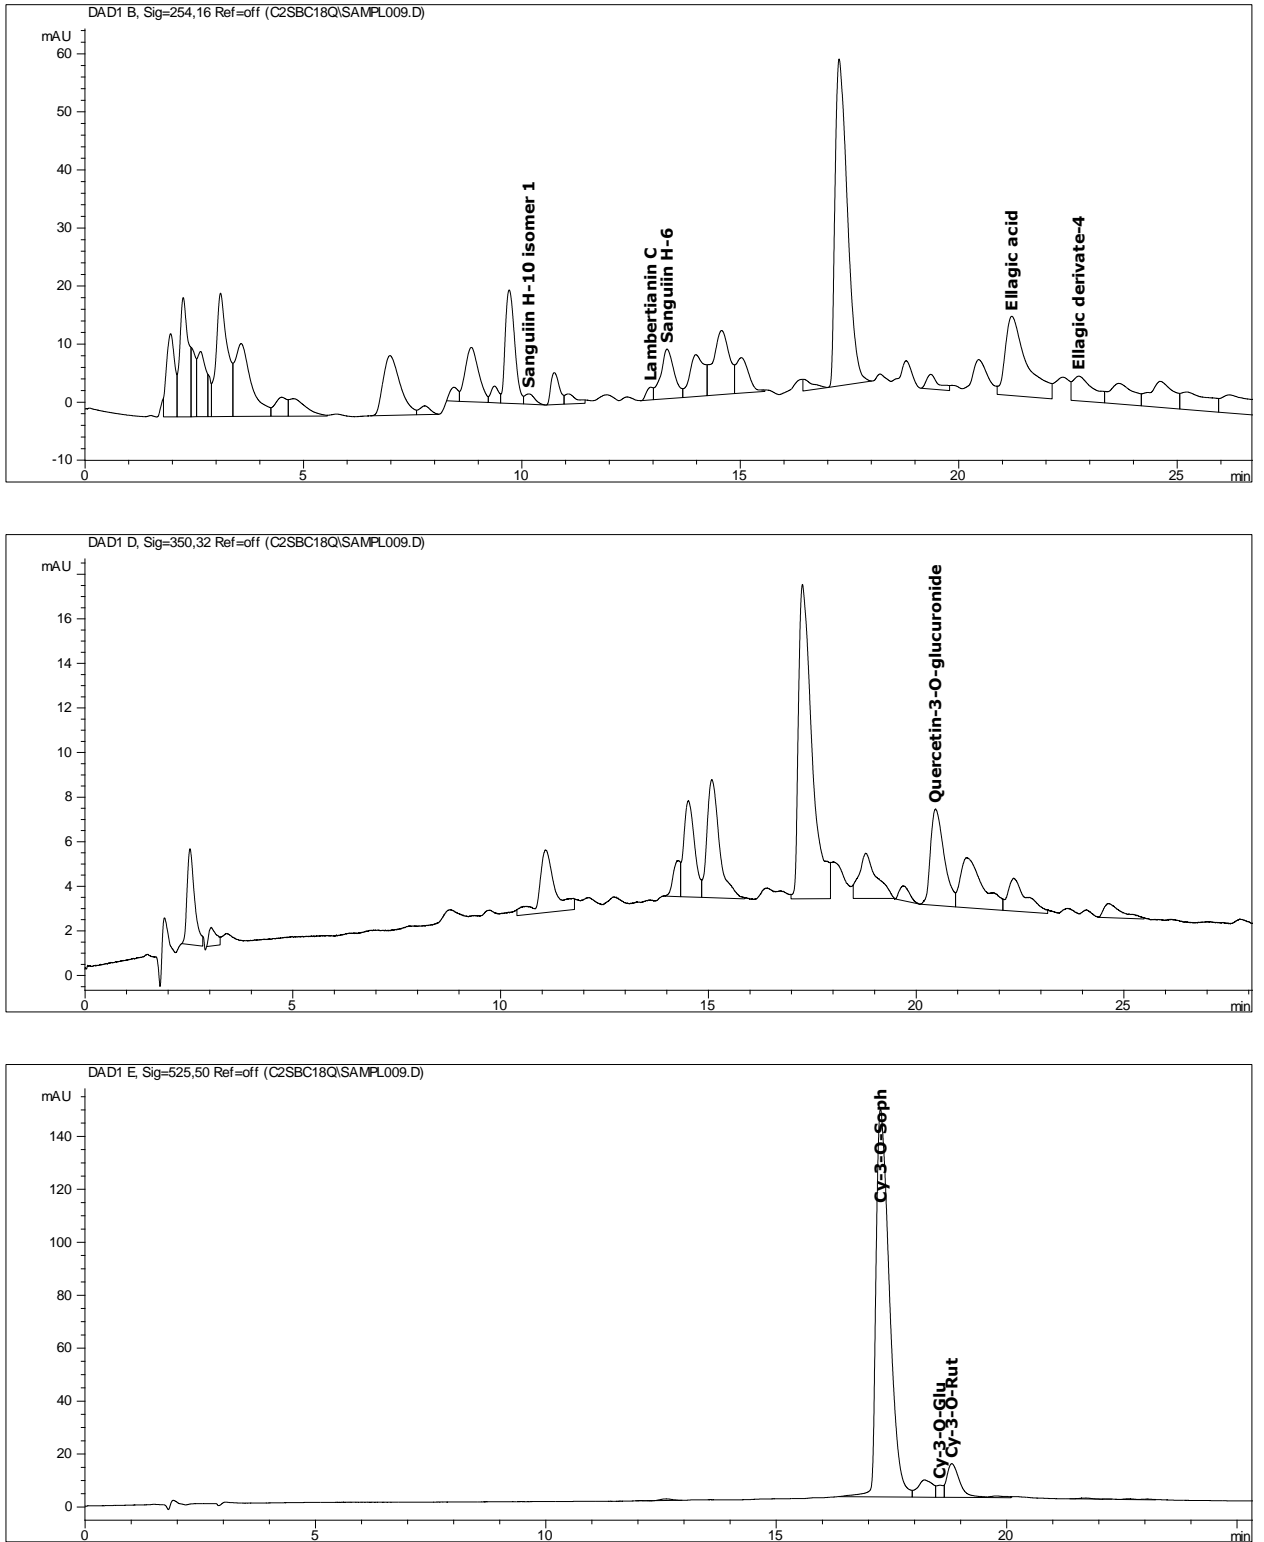 DAD1 B, Sig=254,16 Ref=off (C2SBC18Q\SAMPL009.D)
mAU
60
50
40
30
20
10
0
-10
Sanguiin H-10 isomer 1
Lambertianin C
Sanguiin H-6
Ellagic acid
Ellagic derivate-4
0 5 10 15 20 25 min
DAD1 D, Sig=350,32 Ref=off (C2SBC18Q\SAMPL009.D)
mAU
16
14
12
10
8
6
4
2
0
Quercetin-3-O-glucuronide
0 5 10 15 20 25 min
DAD1 E, Sig=525,50 Ref=off (C2SBC18Q\SAMPL009.D)
mAU
140
120
100
80
60
40
20
0
Cy-3-O-Soph
Cy-3-O-Glu
Cy-3-O-Rut
0 5 10 15 20 min